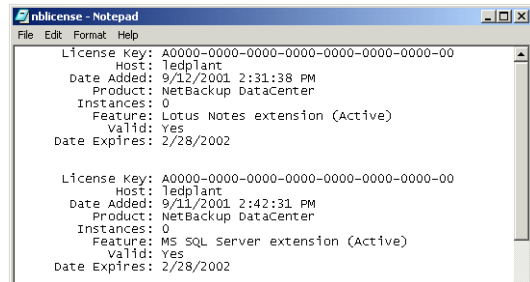 nblicense - Notepad
File Edit Format Help
License Key: A0000-0000-0000-0000-0000-0000-0000-00
Host: ledplant
Date Added: 9/12/2001 2:31:38 PM
Product: NetBackup DataCenter
Instances: 0
Feature: Lotus Notes extension (Active)
Valid: Yes
Date Expires: 2/28/2002
License Key: A0000-0000-0000-0000-0000-0000-0000-00
Host: ledplant
Date Added: 9/11/2001 2:42:31 PM
Product: NetBackup DataCenter
Instances: 0
Feature: MS SQL Server extension (Active)
Valid: Yes
Date Expires: 2/28/2002